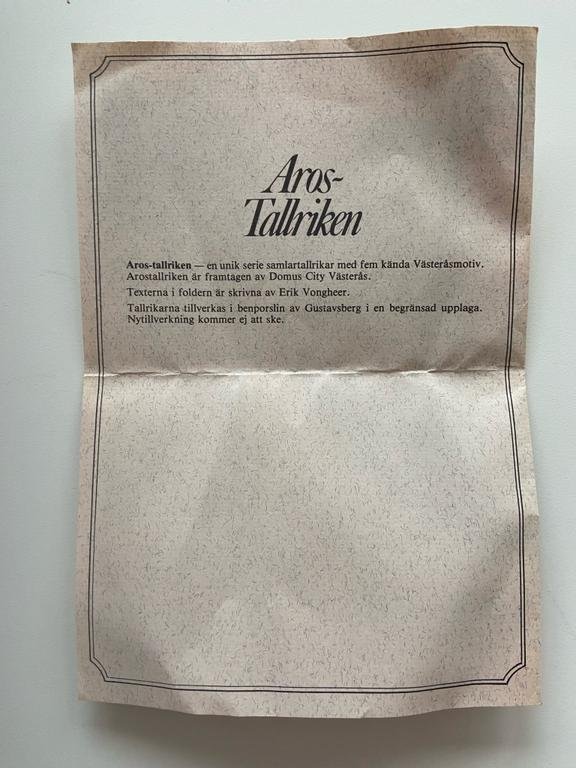 Aros-
Tallriken
Aros-tallriken — en unik serie samlartallrikar med fem kända Västeråsmotiv.
Arostallriken är framtagen av Domus City Västerås.
Texterna i foldern är skrivna av Erik Vongheer.
Tallrikarna tillverkas i benporslin av Gustavsberg i en begränsad upplaga.
Nytillverkning kommer ej att ske.